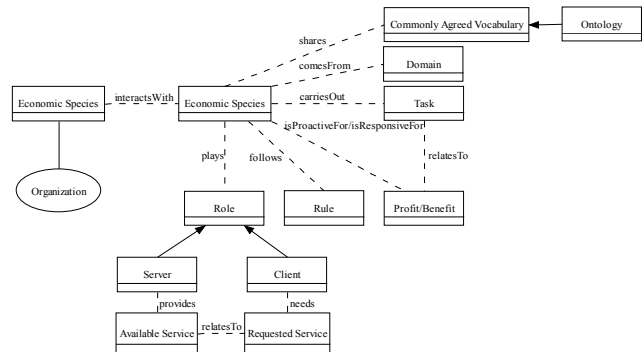 Commonly Agreed Vocabulary
Ontology
shares
comesFrom
Domain
Economic Species
interactsWith
Economic Species
carriesOut
Task
isProactiveFor/isResponsiveFor
plays
follows
relatesTo
Organization
Role
Rule
Profit/Benefit
Server
Client
provides
needs
Available Service
relatesTo
Requested Service